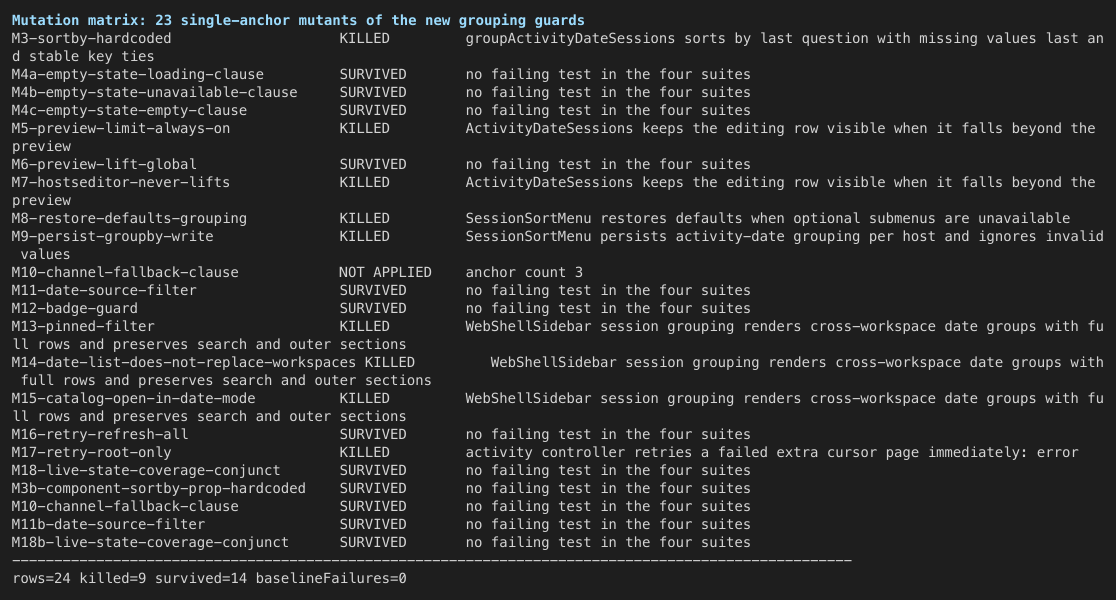 Mutation matrix: 23 single-anchor mutants of the new grouping guards
M3-sortby-hardcoded KILLED groupActivityDateSessions sorts by last question with missing values last an
d stable key ties
M4a-empty-state-loading-clause SURVIVED no failing test in the four suites
M4b-empty-state-unavailable-clause SURVIVED no failing test in the four suites
M4c-empty-state-empty-clause SURVIVED no failing test in the four suites
M5-preview-limit-always-on KILLED ActivityDateSessions keeps the editing row visible when it falls beyond the
preview
M6-preview-lift-global SURVIVED no failing test in the four suites
M7-hostseditor-never-lifts KILLED ActivityDateSessions keeps the editing row visible when it falls beyond the
preview
M8-restore-defaults-grouping KILLED SessionSortMenu restores defaults when optional submenus are unavailable
M9-persist-groupby-write KILLED SessionSortMenu persists activity-date grouping per host and ignores invalid
values
M10-channel-fallback-clause NOT APPLIED anchor count 3
M11-date-source-filter SURVIVED no failing test in the four suites
M12-badge-guard SURVIVED no failing test in the four suites
M13-pinned-filter KILLED WebShellSidebar session grouping renders cross-workspace date groups with fu
ll rows and preserves search and outer sections
M14-date-list-does-not-replace-workspaces KILLED WebShellSidebar session grouping renders cross-workspace date groups with
full rows and preserves search and outer sections
M15-catalog-open-in-date-mode KILLED WebShellSidebar session grouping renders cross-workspace date groups with fu
ll rows and preserves search and outer sections
M16-retry-refresh-all SURVIVED no failing test in the four suites
M17-retry-root-only KILLED activity controller retries a failed extra cursor page immediately: error
M18-live-state-coverage-conjunct SURVIVED no failing test in the four suites
M3b-component-sortby-prop-hardcoded SURVIVED no failing test in the four suites
M10-channel-fallback-clause SURVIVED no failing test in the four suites
M11b-date-source-filter SURVIVED no failing test in the four suites
M18b-live-state-coverage-conjunct SURVIVED no failing test in the four suites
rows=24 killed=9 survived=14 baselineFailures=0